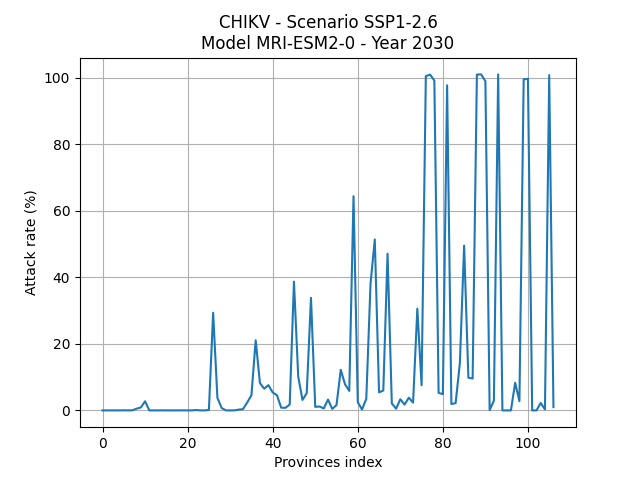 CHIKV - Scenario SSP1-2.6
Model MRI-ESM2-0 - Year 2030
100
80
60
40
20
0
Attack rate (%)
0 20 40 60 80 100
Provinces index